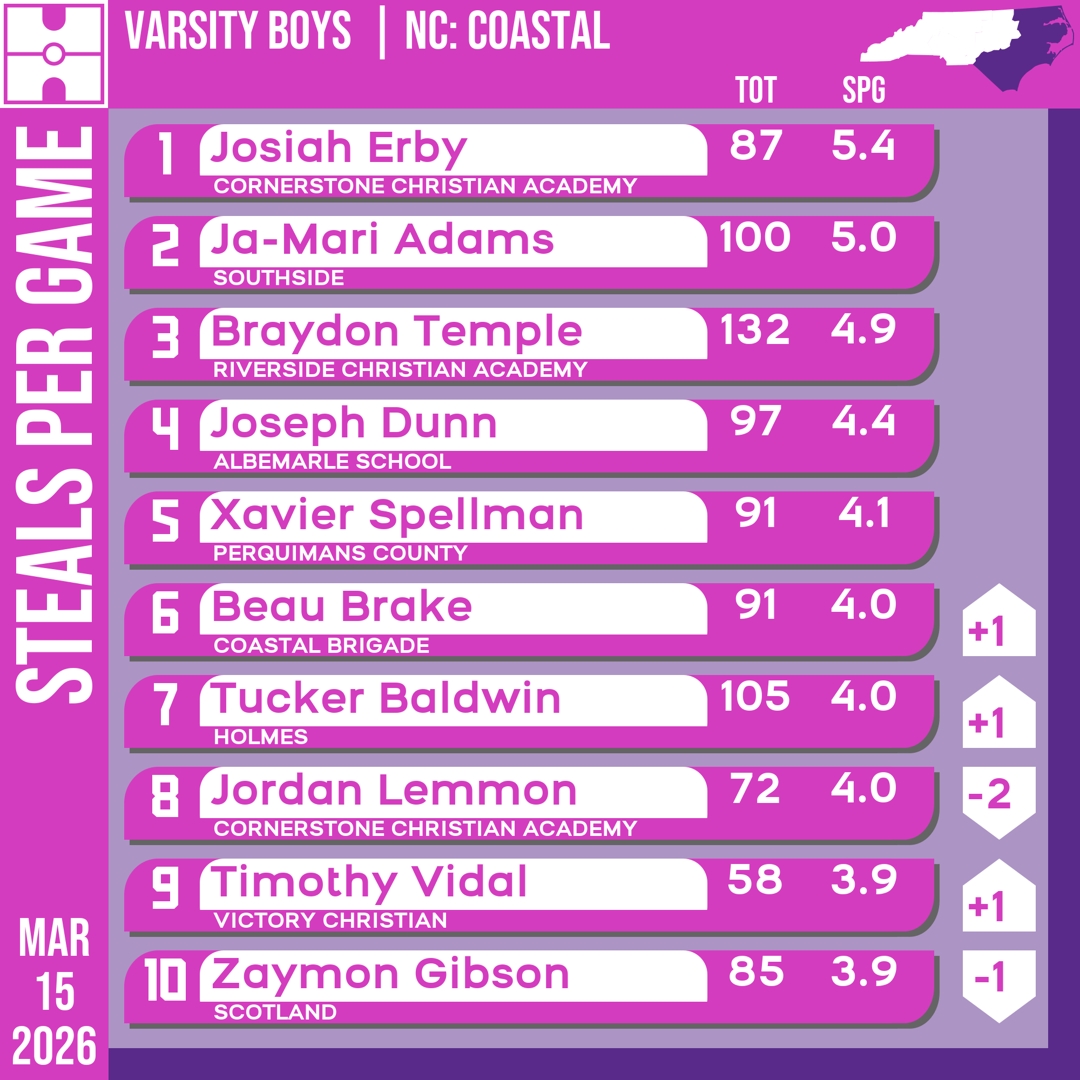 VARSITY BOYS | NC: COASTAL
TOT SPG
STEALS PER GAME
1 Josiah Erby 87 5.4
CORNERSTONE CHRISTIAN ACADEMY
2 Ja-Mari Adams 100 5.0
SOUTHSIDE
3 Braydon Temple 132 4.9
RIVERSIDE CHRISTIAN ACADEMY
4 Joseph Dunn 97 4.4
ALBEMARLE SCHOOL
5 Xavier Spellman 91 4.1
PERQUIMANS COUNTY
6 Beau Brake 91 4.0 +1
COASTAL BRIGADE
7 Tucker Baldwin 105 4.0 +1
HOLMES
8 Jordan Lemmon 72 4.0 -2
CORNERSTONE CHRISTIAN ACADEMY
9 Timothy Vidal 58 3.9 +1
VICTORY CHRISTIAN
10 Zaymon Gibson 85 3.9 -1
SCOTLAND
MAR
15
2026